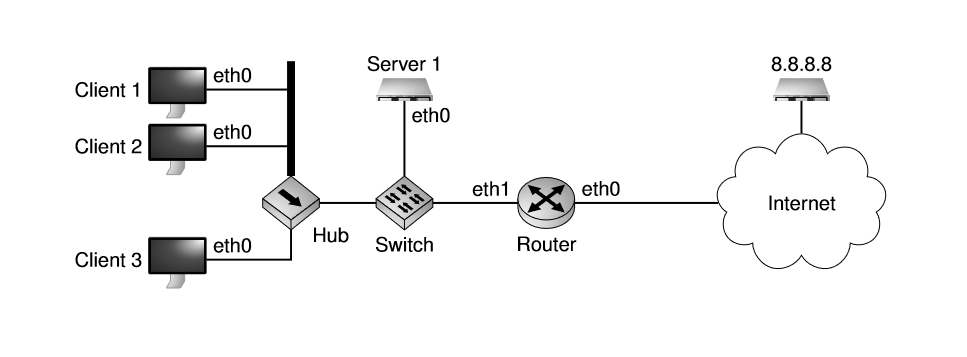 Server 1
8.8.8.8
Client 1
eth0
eth0
Client 2
eth0
eth1
eth0
Internet
Hub
Switch
Router
Client 3
eth0